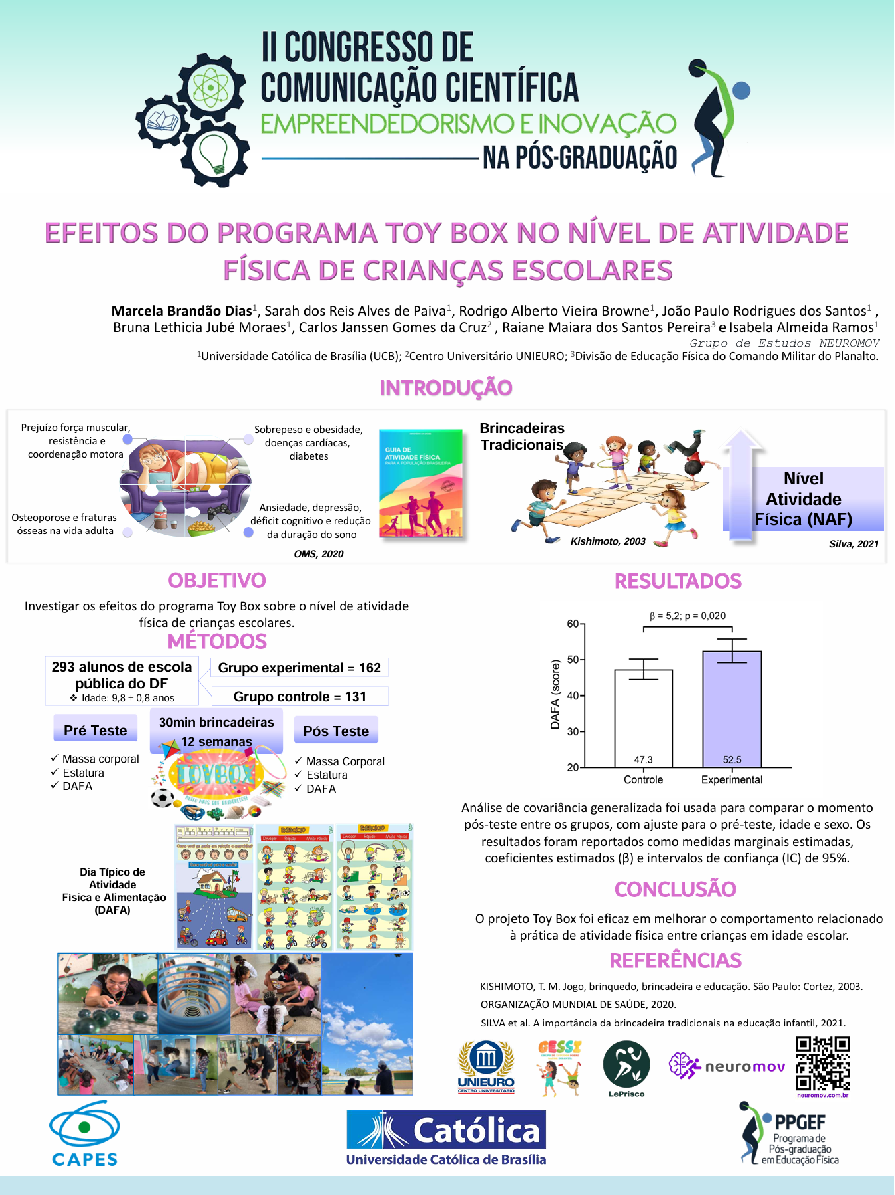 II CONGRESSO DE
COMUNICAÇÃO CIENTÍFICA
EMPREENDEDORISMO E INOVAÇÃO
NA PÓS-GRADUAÇÃO
EFEITOS DO PROGRAMA TOY BOX NO NÍVEL DE ATIVIDADE
FÍSICA DE CRIANÇAS ESCOLARES
Marcela Brandão Dias¹, Sarah dos Reis Alves de Paiva¹, Rodrigo Alberto Vieira Browne¹, João Paulo Rodrigues dos Santos¹ ,
Bruna Lethicia Jubé Moraes¹, Carlos Janssen Gomes da Cruz² , Raiane Maiara dos Santos Pereira³ e Isabela Almeida Ramos¹
Grupo de Estudos NEUROMOV
¹Universidade Católica de Brasília (UCB); ²Centro Universitário UNIEURO; ³Divisão de Educação Física do Comando Militar do Planalto.
INTRODUÇÃO
Prejuízo força muscular,
resistência e
coordenação motora
Sobrepeso e obesidade,
doenças cardíacas,
diabetes
Osteoporose e fraturas
ósseas na vida adulta
Ansiedade, depressão,
déficit cognitivo e redução
da duração do sono
OMS, 2020
GUIA DE
ATIVIDADE FÍSICA
PARA A POPULAÇÃO BRASILEIRA
Brincadeiras
Tradicionais
Kishimoto, 2003
Nível
Atividade
Física (NAF)
Silva, 2021
OBJETIVO
Investigar os efeitos do programa Toy Box sobre o nível de atividade
física de crianças escolares.
MÉTODOS
293 alunos de escola
pública do DF
❖ Idade: 9,8 ± 0,8 anos
Grupo experimental = 162
Grupo controle = 131
Pré Teste
30min brincadeiras
12 semanas
Pós Teste
✓ Massa corporal
✓ Estatura
✓ DAFA
TOYBOX
✓ Massa Corporal
✓ Estatura
✓ DAFA
Dia Típico de
Atividade
Física e Alimentação
(DAFA)
RESULTADOS
β = 5,2; p = 0,020
DAFA (score)
60
50
40
30
20
47.3
52.5
Controle
Experimental
Análise de covariância generalizada foi usada para comparar o momento
pós-teste entre os grupos, com ajuste para o pré-teste, idade e sexo. Os
resultados foram reportados como medidas marginais estimadas,
coeficientes estimados (β) e intervalos de confiança (IC) de 95%.
CONCLUSÃO
O projeto Toy Box foi eficaz em melhorar o comportamento relacionado
à prática de atividade física entre crianças em idade escolar.
REFERÊNCIAS
KISHIMOTO, T. M. Jogo, brinquedo, brincadeira e educação. São Paulo: Cortez, 2003.
ORGANIZAÇÃO MUNDIAL DE SAÚDE, 2020.
SILVA et al. A importância da brincadeira tradicionais na educação infantil, 2021.
UNIEURO
CENTRO UNIVERSITÁRIO
GESSI
LePrisco
neuromov
neuromov.com.br
CAPES
Católica
Universidade Católica de Brasília
PPGEF
Programa de
Pós-graduação
em Educação Física